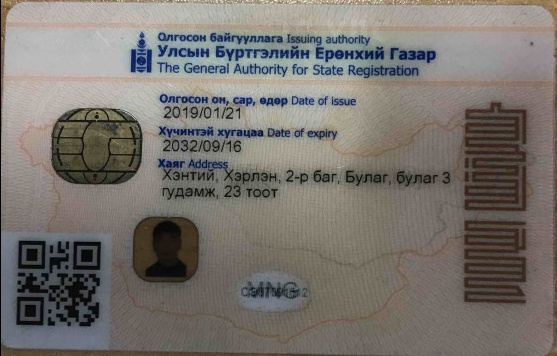 Олгосон байгууллага Issuing authority
Улсын Бүртгэлийн Ерөнхий Газар
The General Authority for State Registration
Олгосон он, сар, өдөр Date of issue
2019/01/21
Хүчинтэй хугацаа Date of expiry
2032/09/16
Хаяг Address
Хэнтий, Хэрлэн, 2-р баг, Булаг, булаг 3
гудамж, 23 тоот
MNG